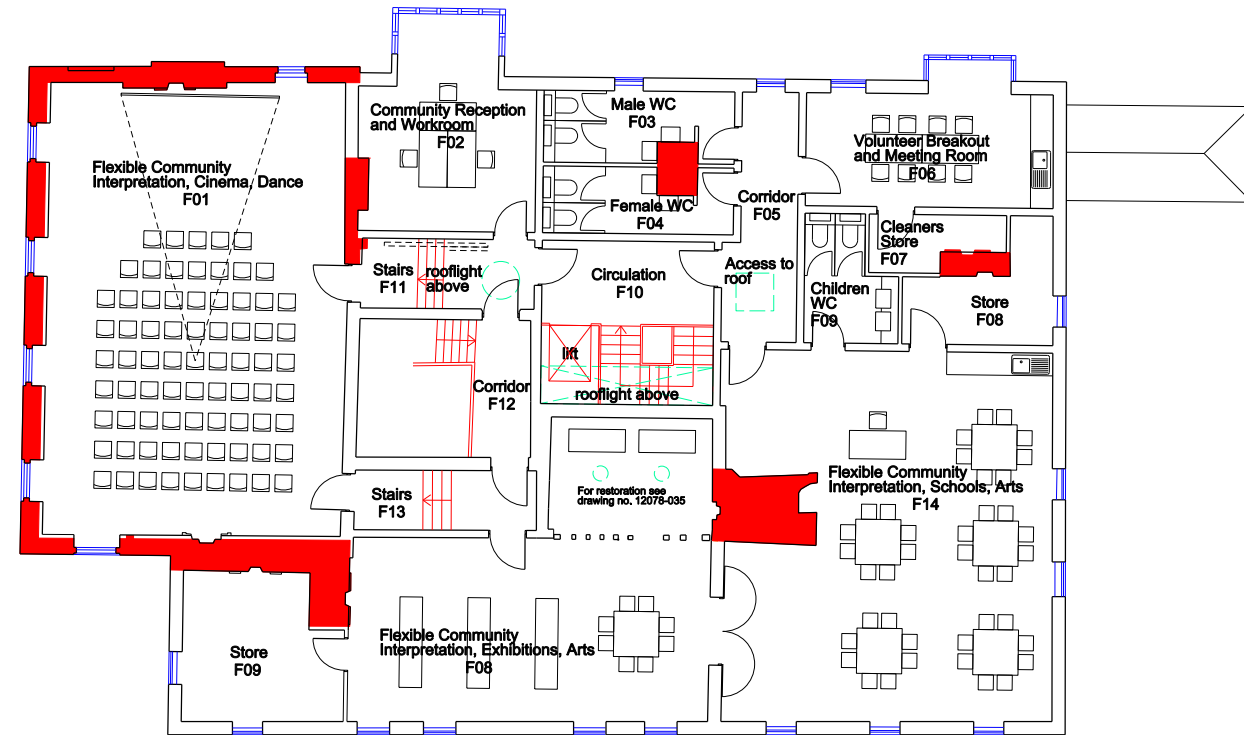 Community Reception
and Workroom
F02
Male WC
F03
Volunteer Breakout
and Meeting Room
F06
Flexible Community
Interpretation, Cinema, Dance
F01
Female WC
F04
Corridor
F05
Cleaners
Store
F07
Stairs
F11
rooflight
above
Circulation
F10
Access to
roof
Children
WC
F09
Store
F08
lift
rooflight above
Corridor
F12
Flexible Community
Interpretation, Schools, Arts
F14
Stairs
F13
For restoration see
drawing no. 12078-035
Store
F09
Flexible Community
Interpretation, Exhibitions, Arts
F08